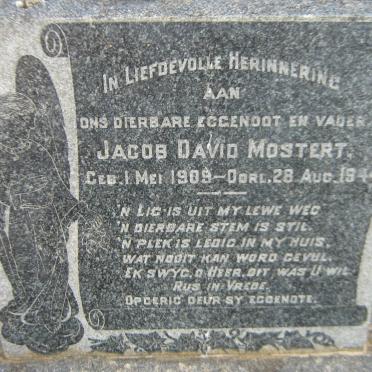 IN LIEFDEVOLLE HERINNERING
AAN
ONS DIERBARE EGGENOOT EN VADER
JACOB DAVID MOSTERT.
GEB. 1 MEI 1909 — OORL. 28 AUG. 194
'N LIG IS UIT MY LEWE WEG
'N DIERBARE STEM IS STIL.
'N PLEK IS LEDIG IN MY HUIS,
WAT NOOIT KAN WORD GEVUL.
EK SWYG, O HEER, DIT WAS U WIL.
RUS IN VREDE.
OPGERIG DEUR SY EGGENOTE.